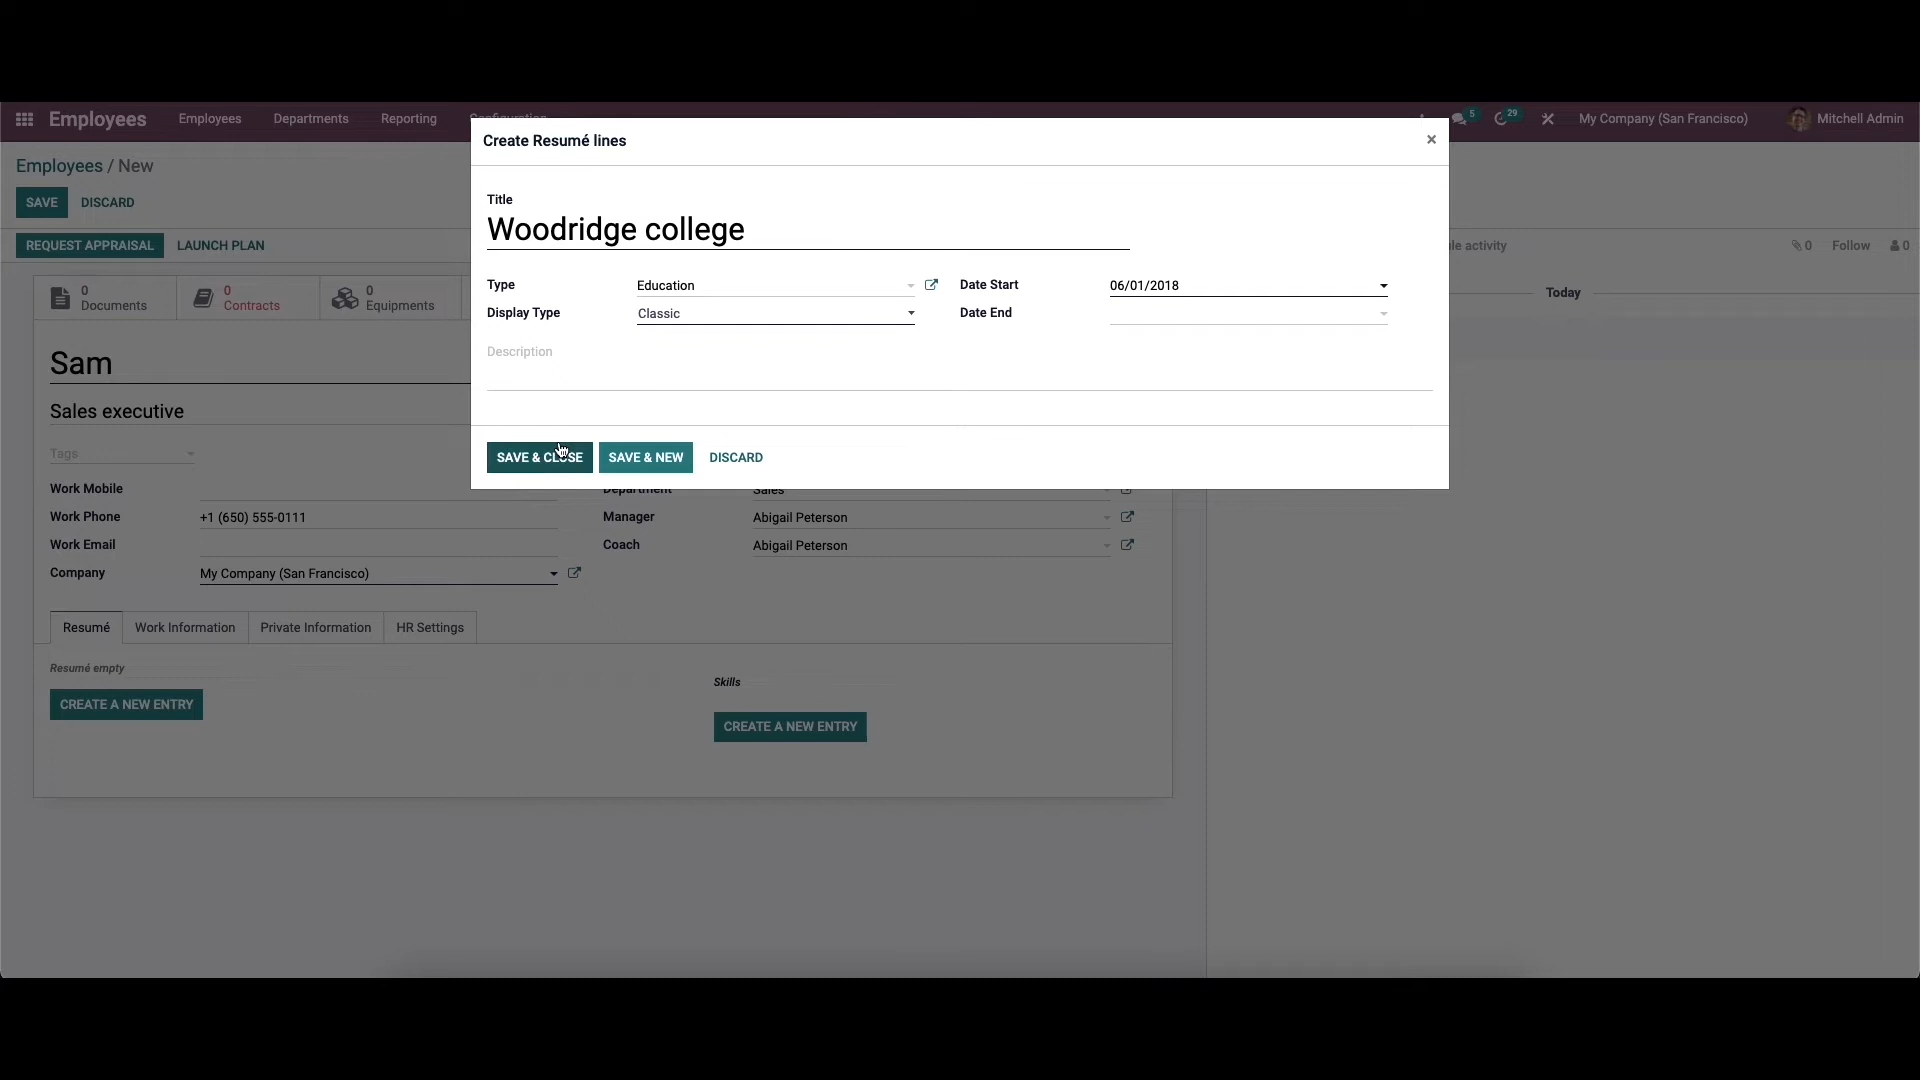 Employees Employees Departments Reporting Configuration 5 29 My Company (San Francisco) Mitchell Admin
Create Resumé lines ×
Employees / New
SAVE DISCARD
Title
Woodridge college
REQUEST APPRAISAL LAUNCH PLAN
activity 0 Follow 0
0 Documents
0 Contracts
0 Equipments
Type Education Date Start 06/01/2018
Display Type Classic Date End
Today
Description
Sam
Sales executive
Tags
SAVE & CLOSE SAVE & NEW DISCARD
Work Mobile Department Sales
Work Phone +1 (650) 555-0111 Manager Abigail Peterson
Work Email Coach Abigail Peterson
Company My Company (San Francisco)
Resumé Work Information Private Information HR Settings
Resumé empty
Skills
CREATE A NEW ENTRY
CREATE A NEW ENTRY